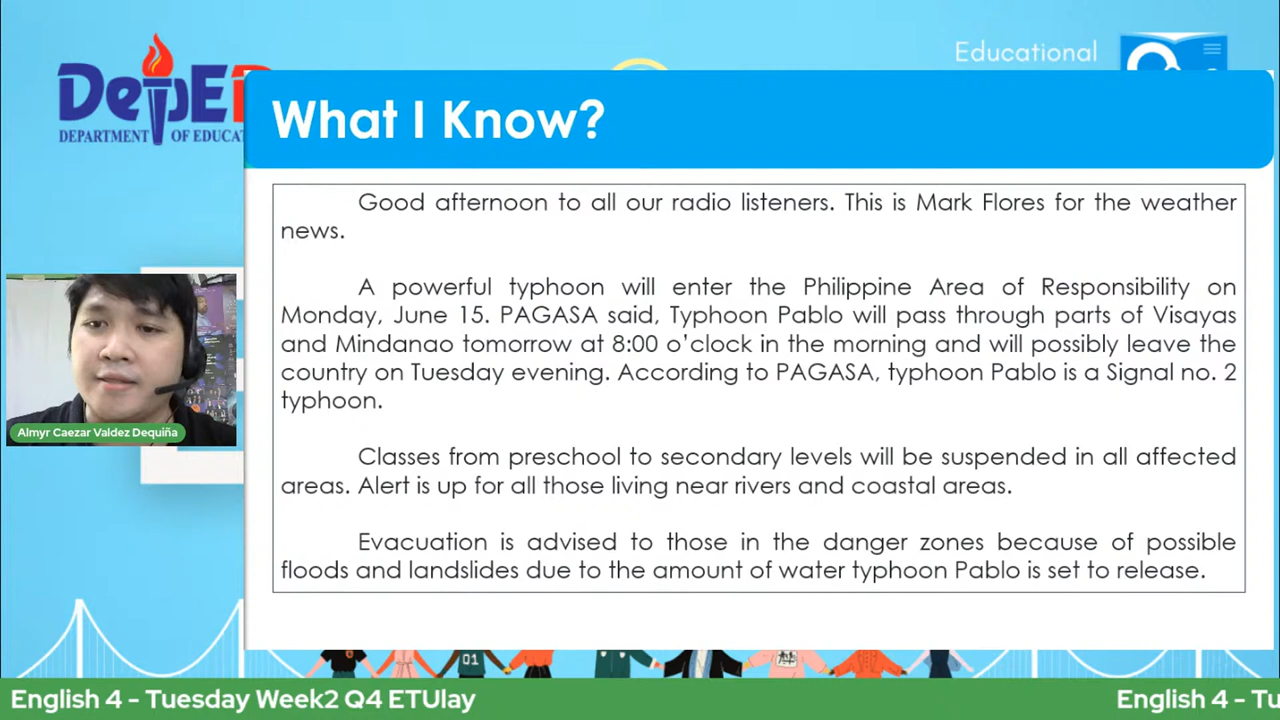 Educational
DepE
DEPARTMENT OF EDUCAT
What I Know?
Good afternoon to all our radio listeners. This is Mark Flores for the weather
news.
A powerful typhoon will enter the Philippine Area of Responsibility on
Monday, June 15. PAGASA said, Typhoon Pablo will pass through parts of Visayas
and Mindanao tomorrow at 8:00 o'clock in the morning and will possibly leave the
country on Tuesday evening. According to PAGASA, typhoon Pablo is a Signal no. 2
typhoon.
Classes from preschool to secondary levels will be suspended in all affected
areas. Alert is up for all those living near rivers and coastal areas.
Evacuation is advised to those in the danger zones because of possible
floods and landslides due to the amount of water typhoon Pablo is set to release.
Almyr Caezar Valdez Dequiña
01
English 4 - Tuesday Week2 Q4 ETUlay
English 4 - Tu